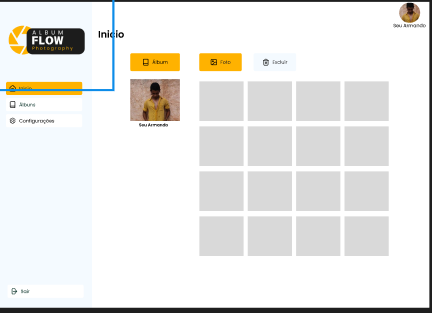 ALBUM
FLOW
Photography
Início
Álbuns
Configurações
Sair
Início
Álbum
Foto
Excluir
Seu Armando
Seu Armando